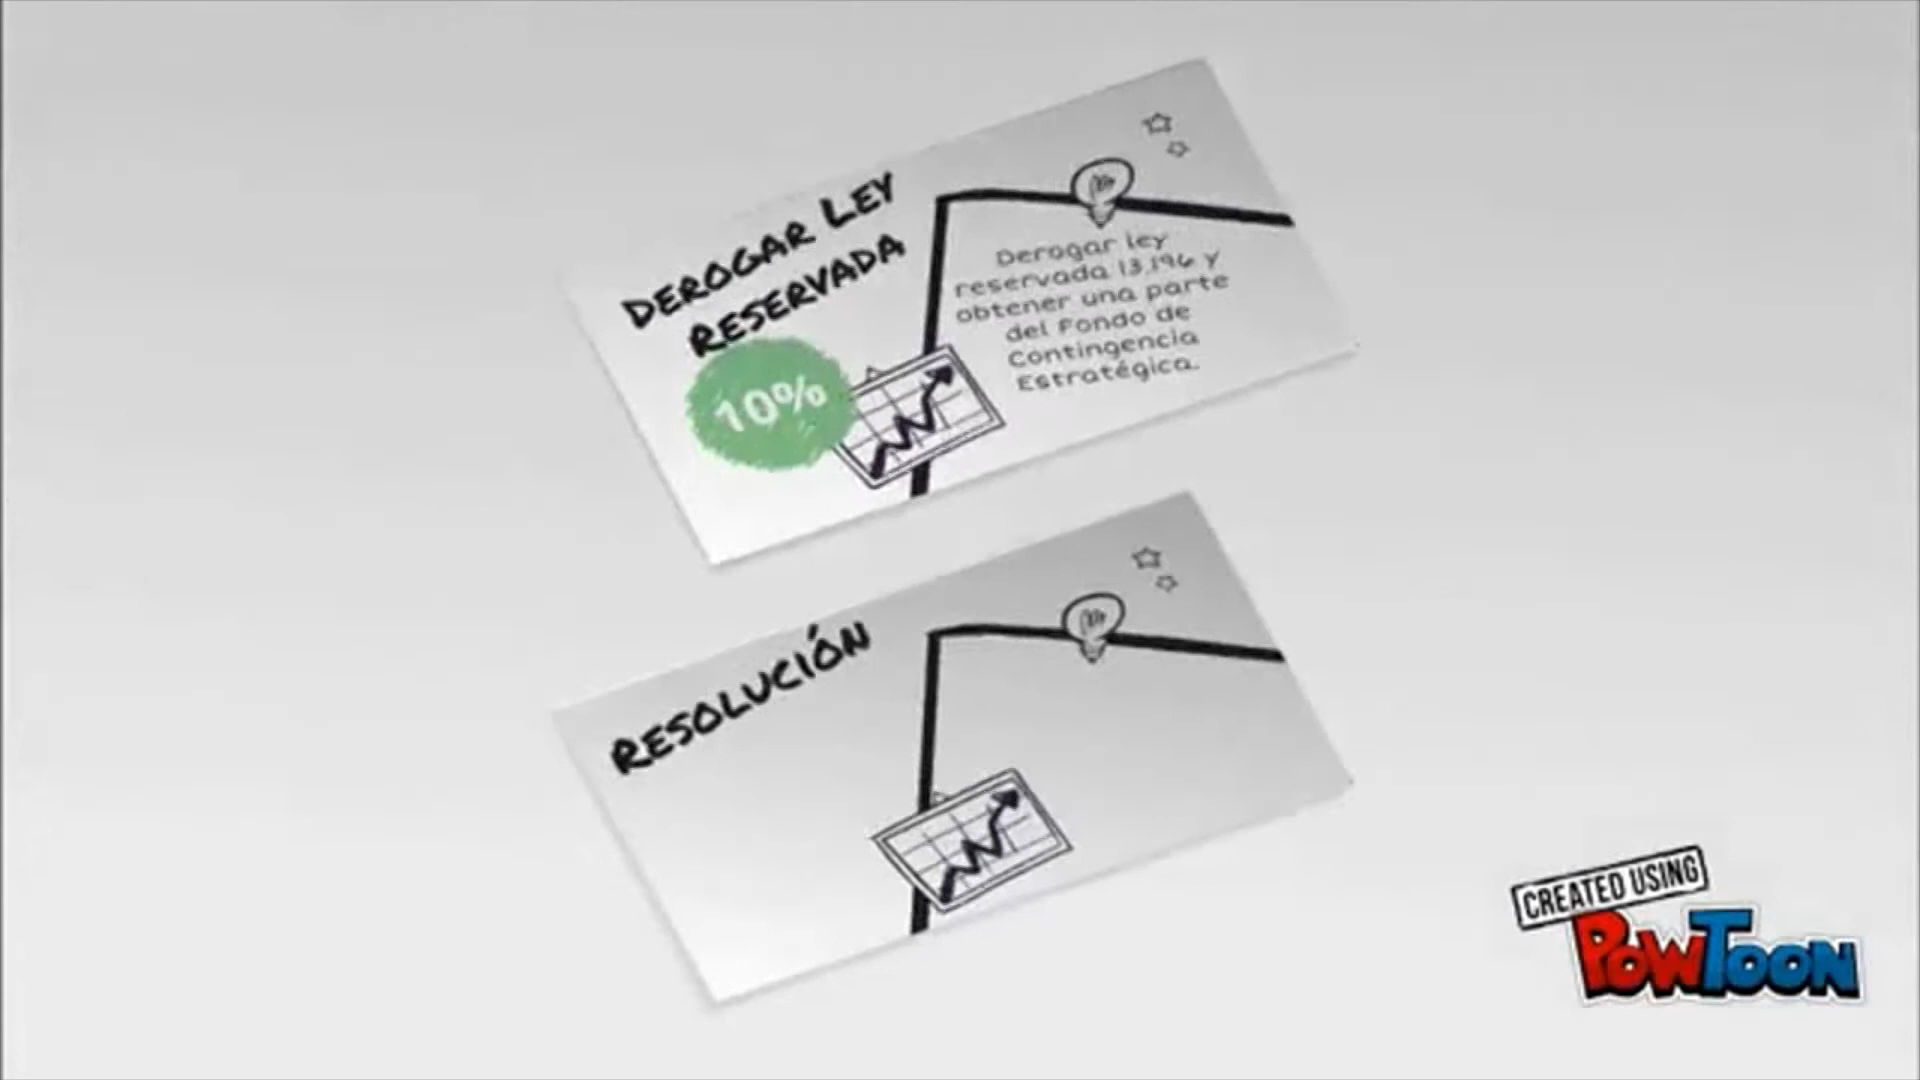 DEROGAR LEY
RESERVADA
10%
Derogar ley
reservada 13.196 y
obtener una parte
del Fondo de
Contingencia
Estratégica.
RESOLUCIÓN
CREATED USING
POWTOON